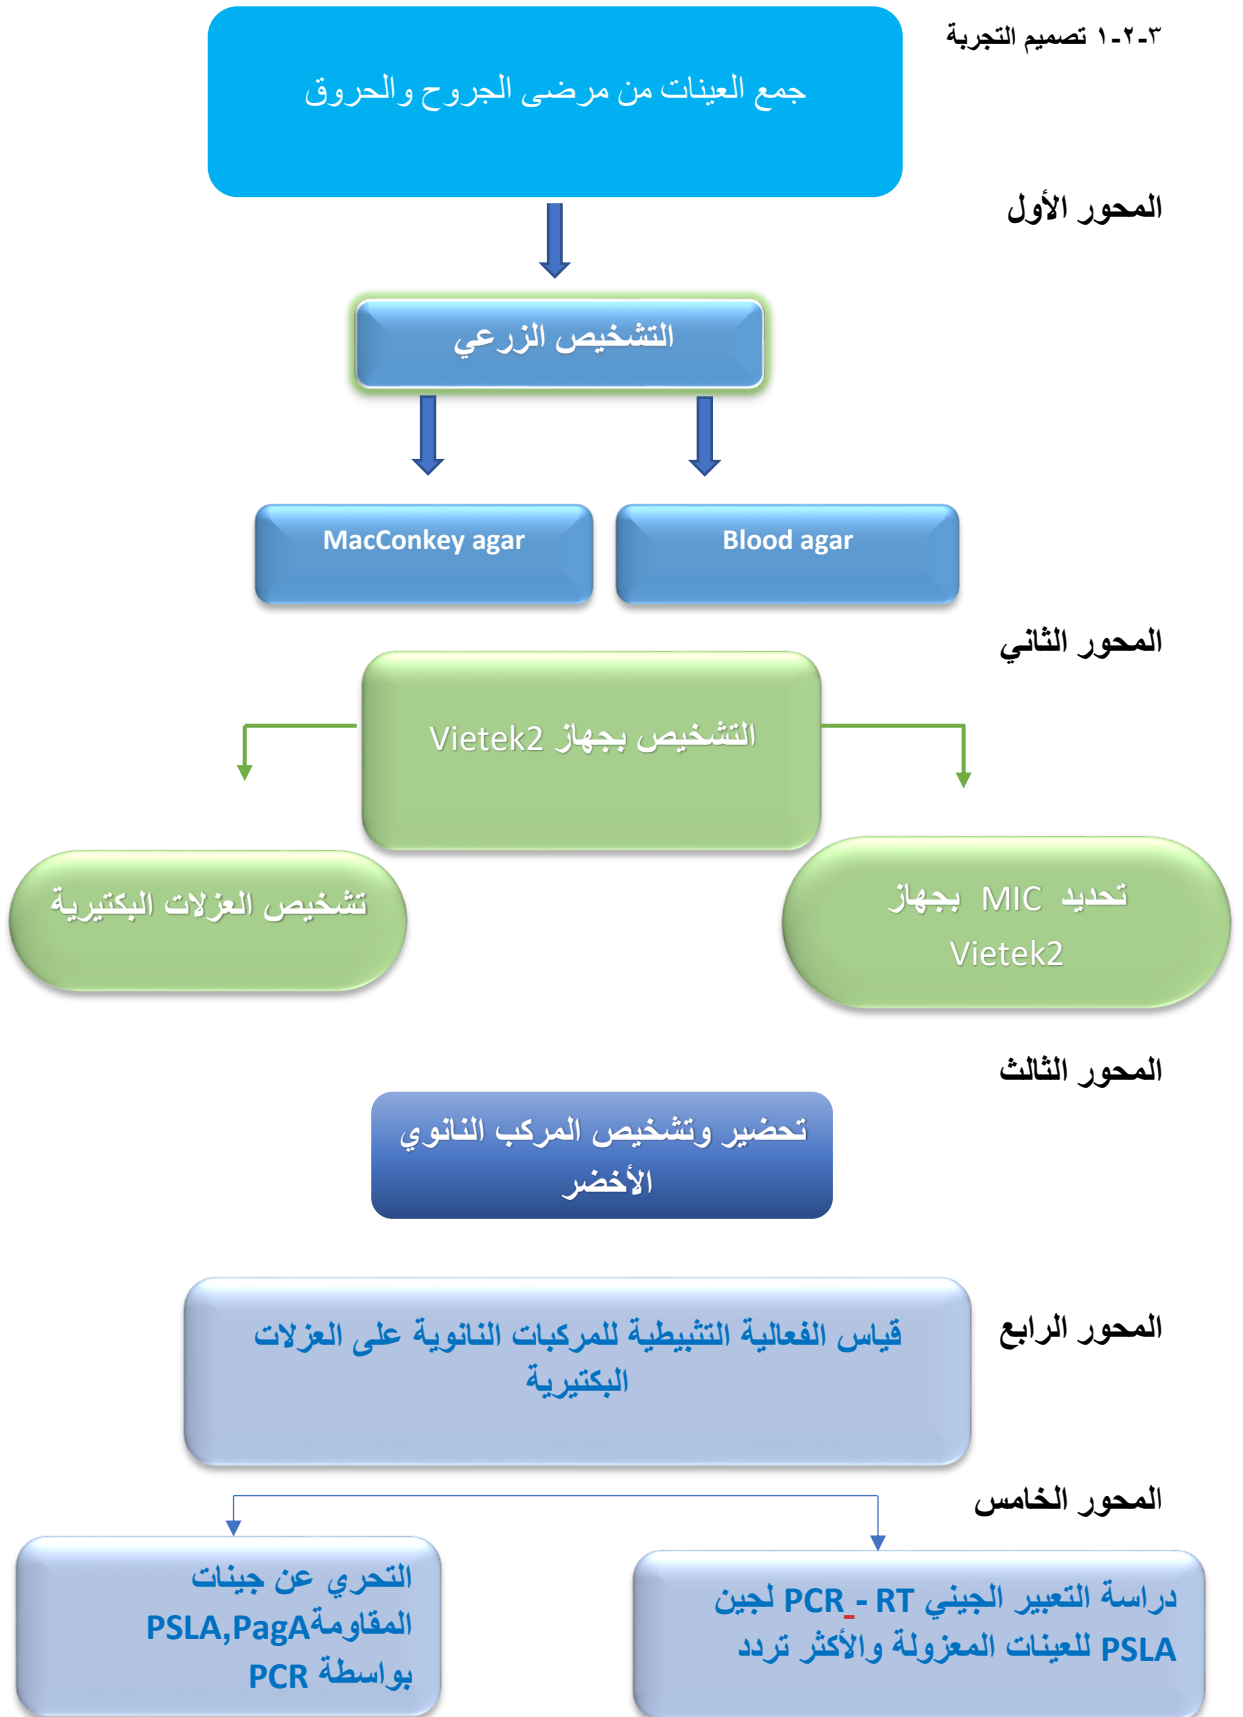 ٣-٢-١ تصميم التجربة
جمع العينات من مرضى الجروح والحروق
المحور الأول
التشخيص الزرعي
MacConkey agar
Blood agar
المحور الثاني
التشخيص بجهاز Vietek2
تشخيص العزلات البكتيرية
تحديد MIC بجهاز
Vietek2
المحور الثالث
تحضير وتشخيص المركب النانوي
الأخضر
المحور الرابع
قياس الفعالية التثبيطية للمركبات النانوية على العزلات
البكتيرية
المحور الخامس
دراسة التعبير الجيني PCR - RT لجين
PSLA للعينات المعزولة والأكثر تردد
التحري عن جينات
المقاومة PSLA,PagA
بواسطة PCR